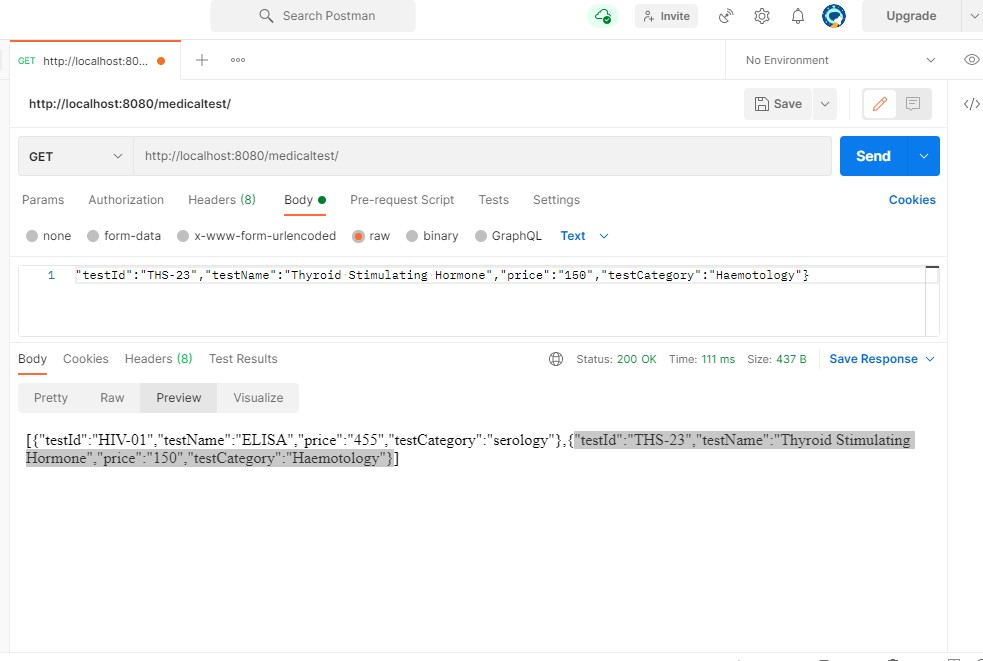 Search Postman
Invite
Upgrade
GET http://localhost:80...
No Environment
http://localhost:8080/medicaltest/
Save
GET http://localhost:8080/medicaltest/ Send
Params Authorization Headers (8) Body Pre-request Script Tests Settings Cookies
none form-data x-www-form-urlencoded raw binary GraphQL Text
1 "testId":"THS-23","testName":"Thyroid Stimulating Hormone","price":"150","testCategory":"Haemotology"}
Body Cookies Headers (8) Test Results Status: 200 OK Time: 111 ms Size: 437 B Save Response
Pretty Raw Preview Visualize
[{"testId":"HIV-01","testName":"ELISA","price":"455","testCategory":"serology"},{"testId":"THS-23","testName":"Thyroid Stimulating
Hormone","price":"150","testCategory":"Haemotology"}]